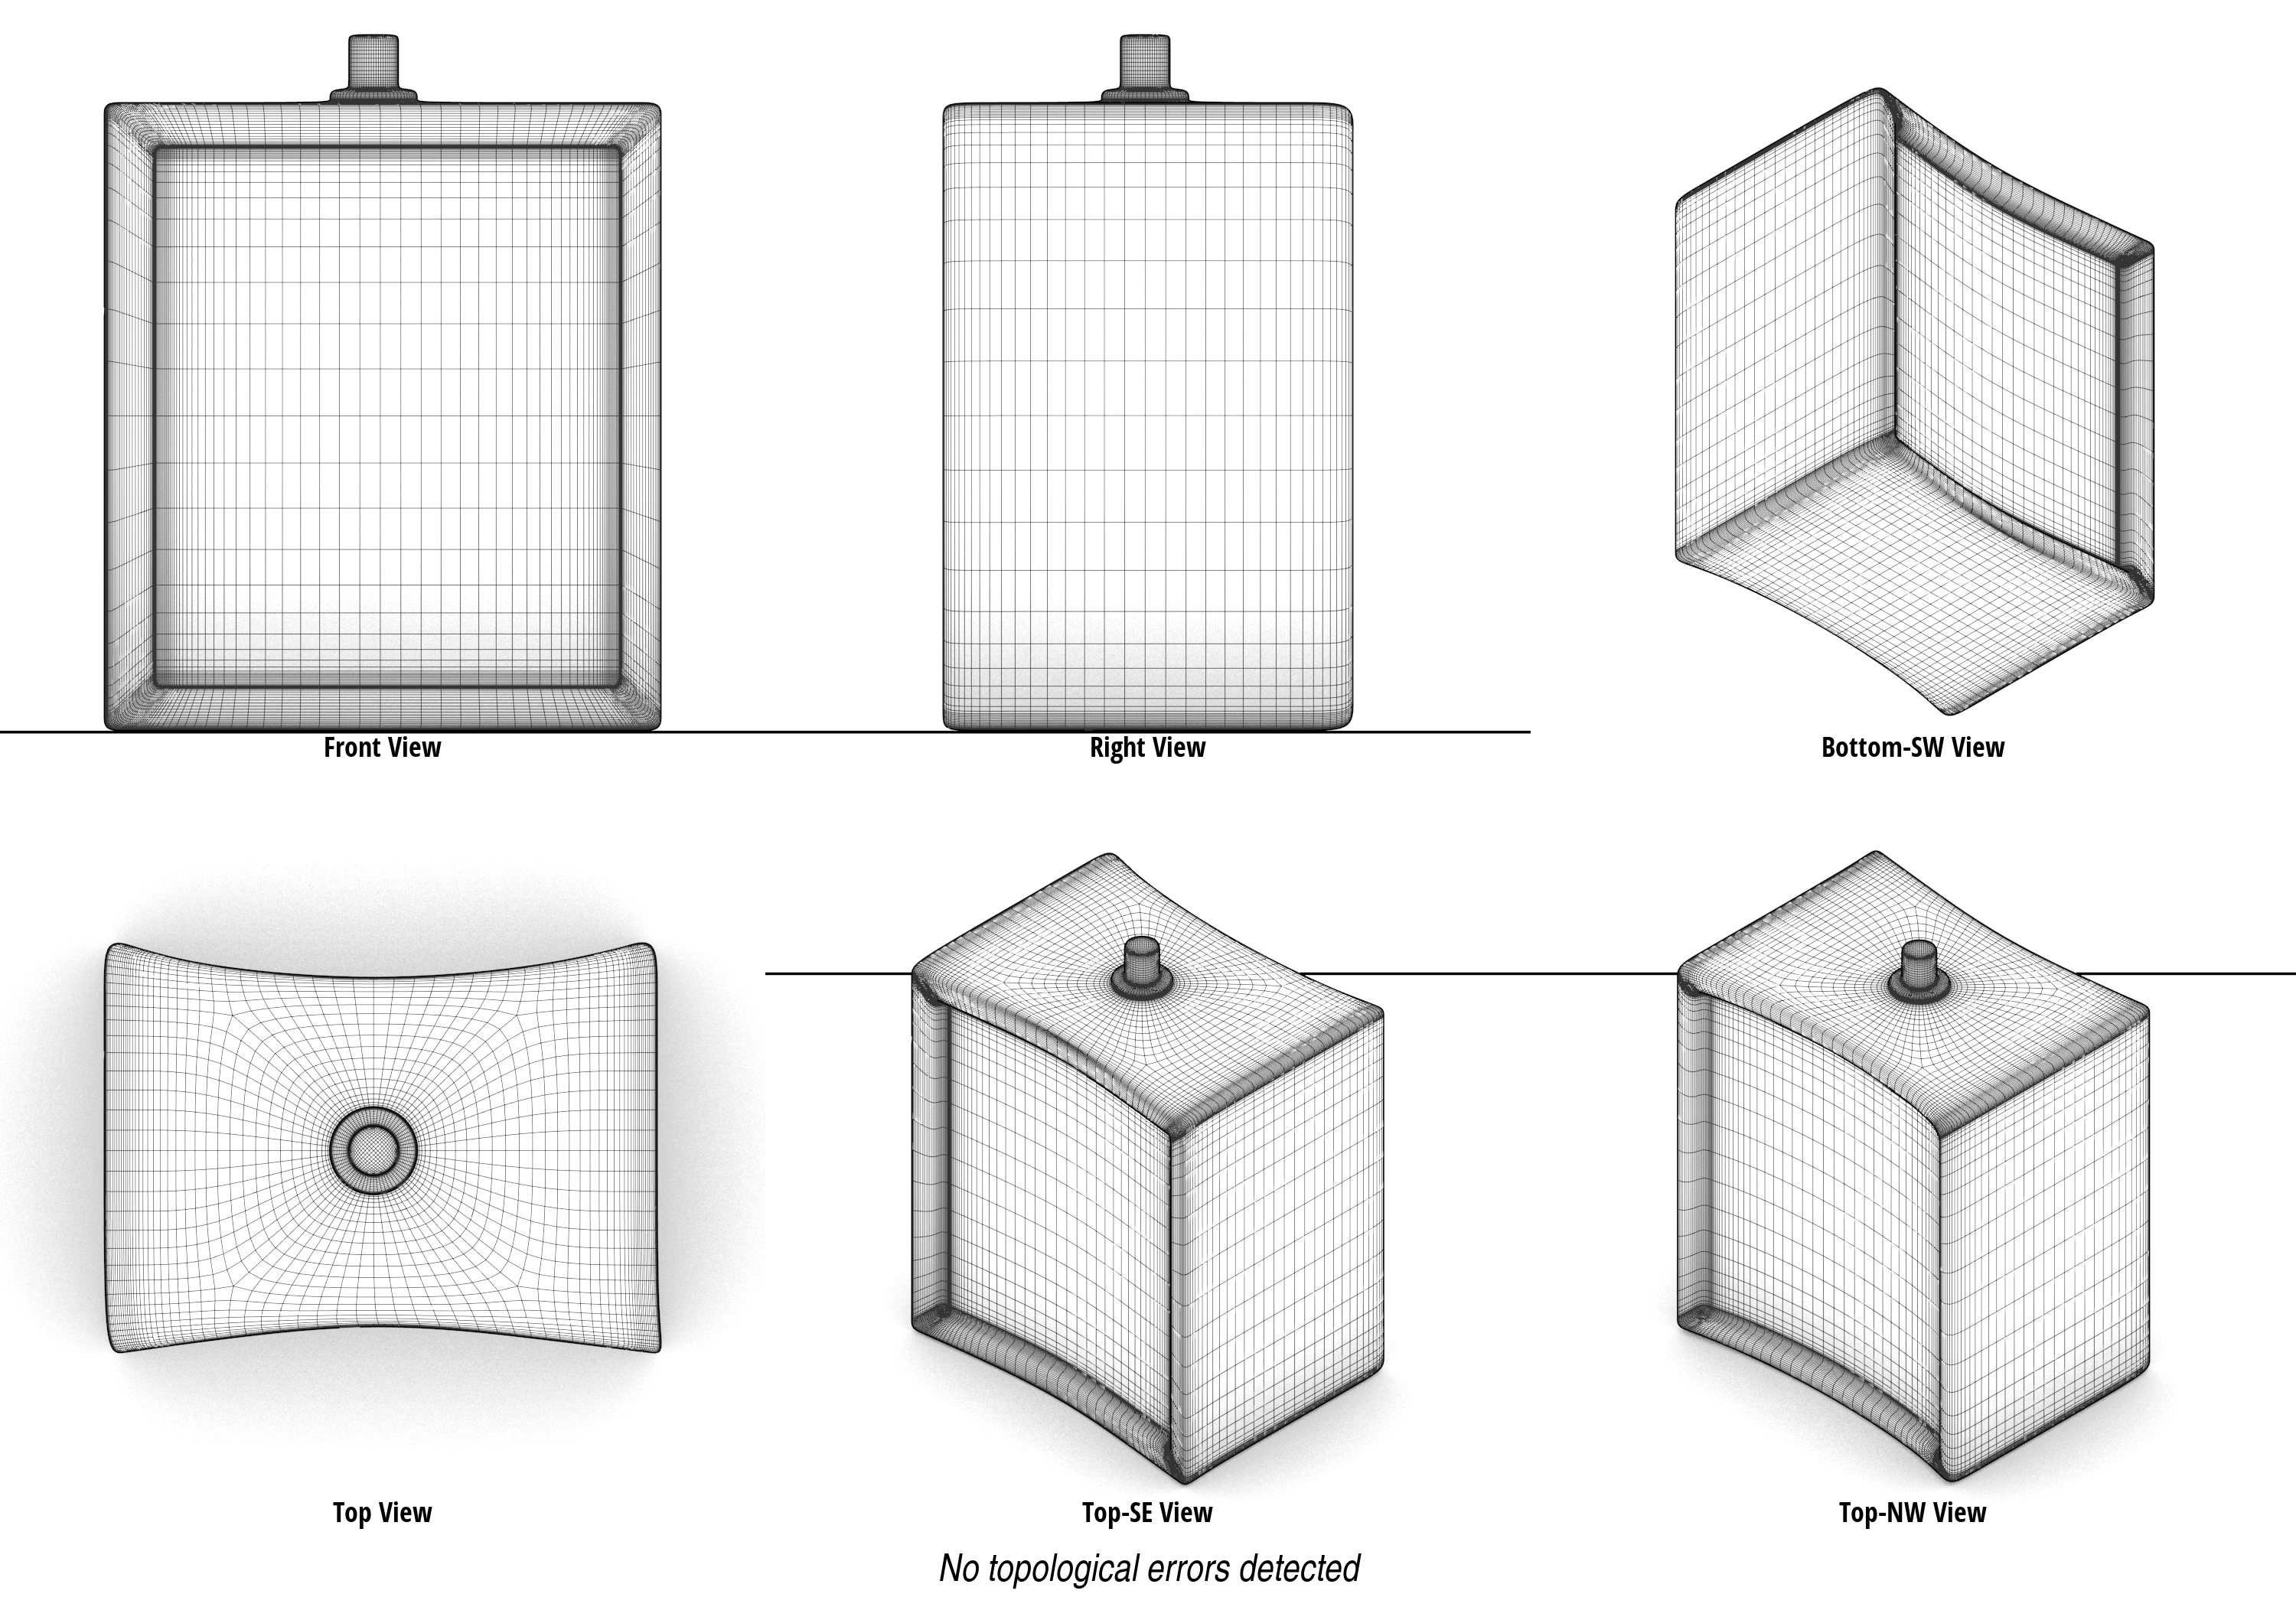 Front View
Right View
Bottom-SW View
Top View
Top-SE View
Top-NW View
No topological errors detected